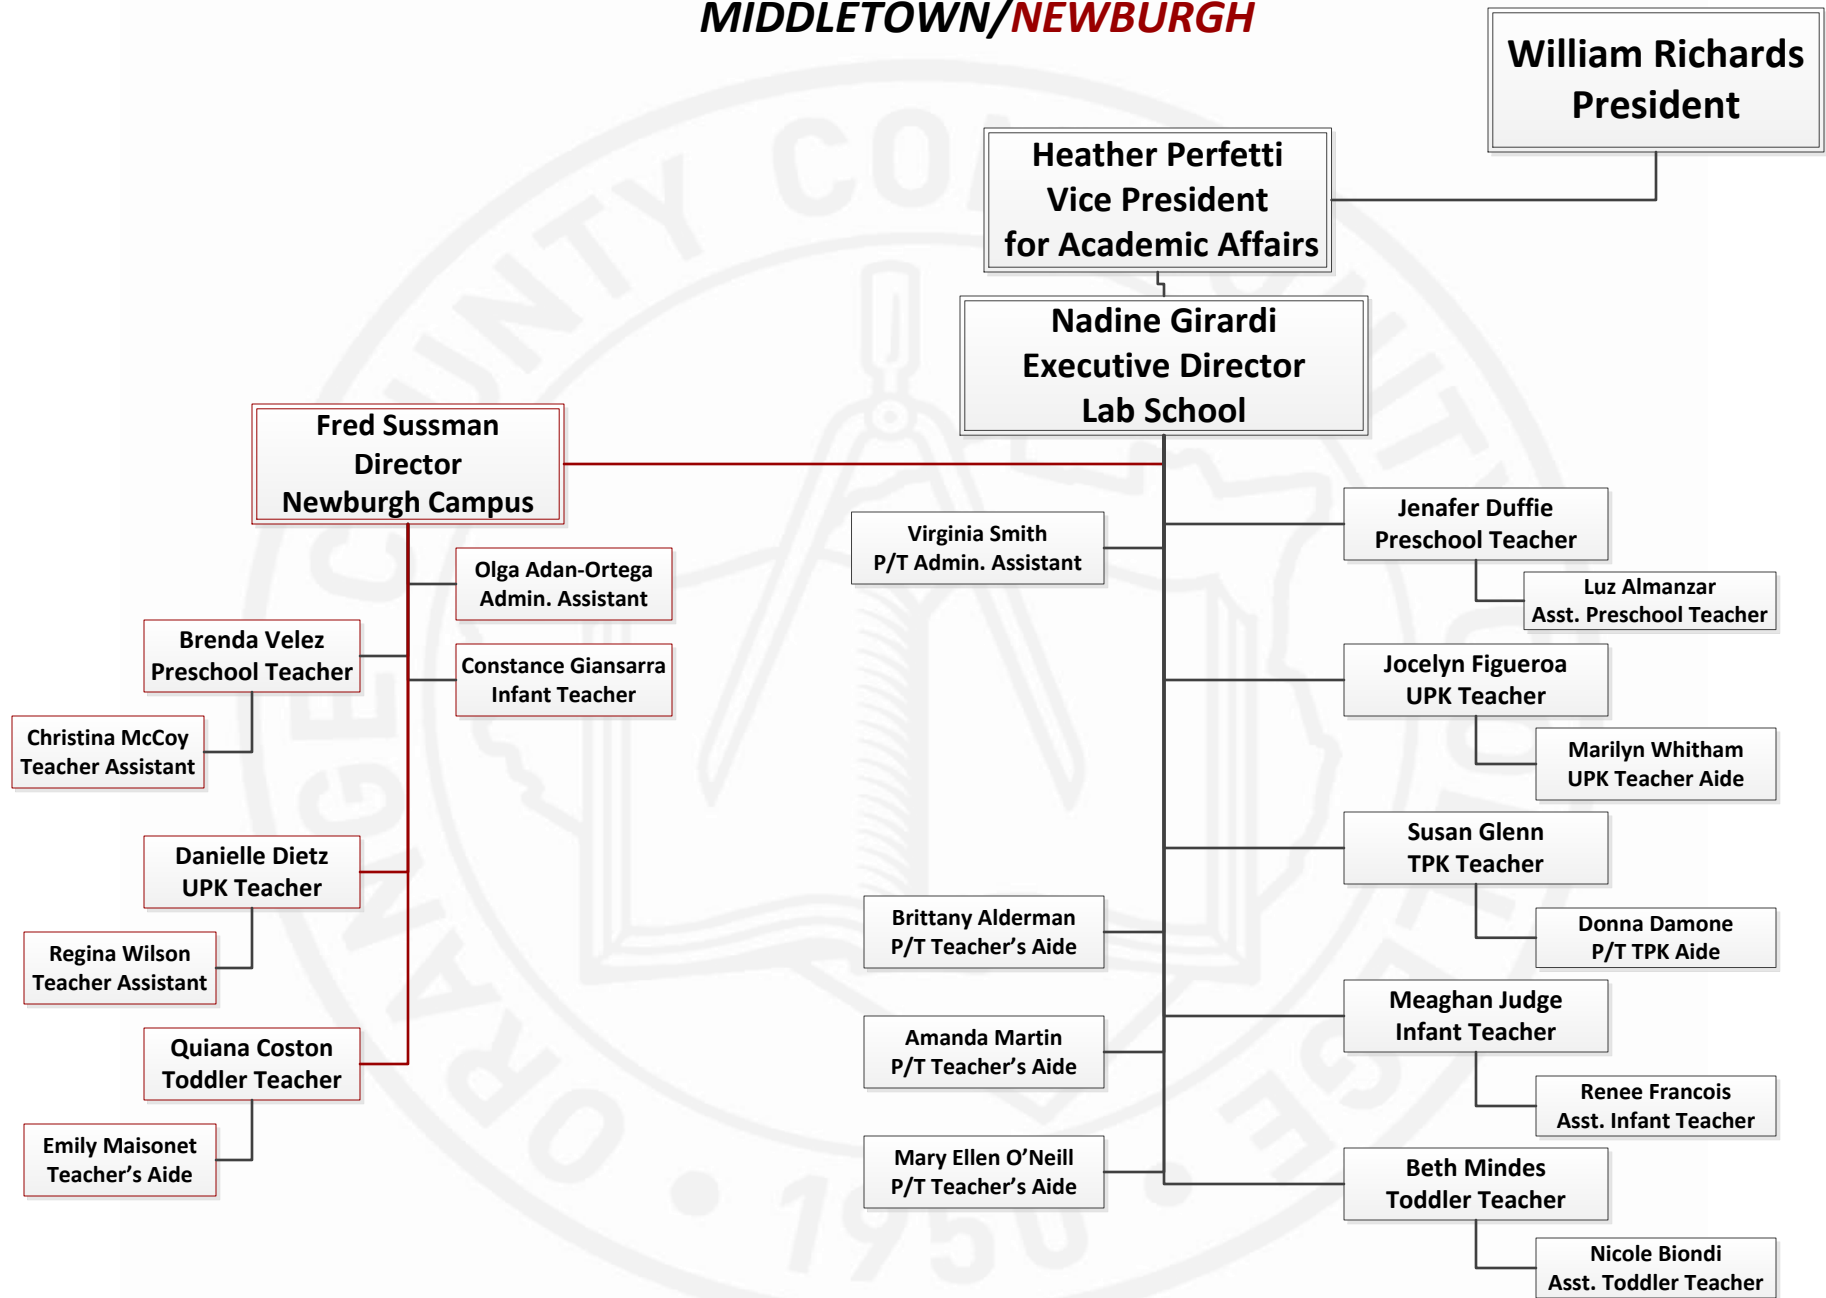 MIDDLETOWN/NEWBURGH
William Richards
President
Heather Perfetti
Vice President
for Academic Affairs
Nadine Girardi
Executive Director
Lab School
Fred Sussman
Director
Newburgh Campus
Olga Adan-Ortega
Admin. Assistant
Brenda Velez
Preschool Teacher
Constance Giansarra
Infant Teacher
Christina McCoy
Teacher Assistant
Danielle Dietz
UPK Teacher
Regina Wilson
Teacher Assistant
Quiana Coston
Toddler Teacher
Emily Maisonet
Teacher’s Aide
Virginia Smith
P/T Admin. Assistant
Brittany Alderman
P/T Teacher’s Aide
Amanda Martin
P/T Teacher’s Aide
Mary Ellen O’Neill
P/T Teacher’s Aide
Jenafer Duffie
Preschool Teacher
Luz Almanzar
Asst. Preschool Teacher
Jocelyn Figueroa
UPK Teacher
Marilyn Whitham
UPK Teacher Aide
Susan Glenn
TPK Teacher
Donna Damone
P/T TPK Aide
Meaghan Judge
Infant Teacher
Renee Francois
Asst. Infant Teacher
Beth Mindes
Toddler Teacher
Nicole Biondi
Asst. Toddler Teacher
ORANGE COUNTY COMMUNITY COLLEGE
• 1950 •